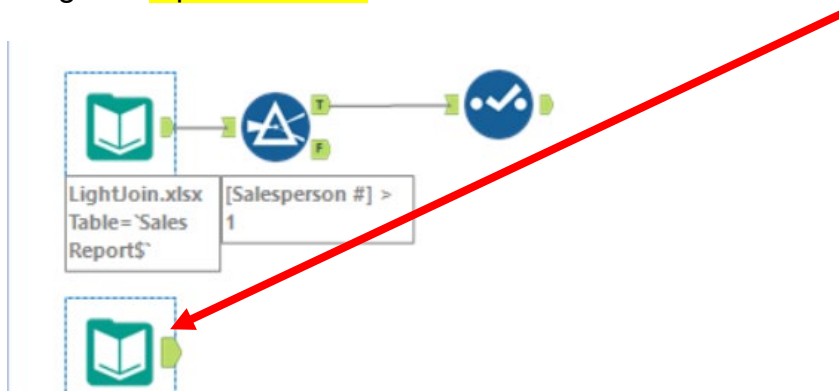 LightJoin.xlsx
Table=`Sales
Report$`
[Salesperson #] >
1
T
F